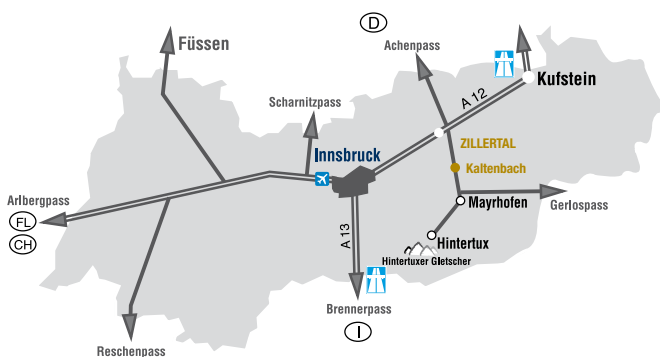 D
Füssen
Achenpass
Kufstein
Scharnitzpass
A 12
Innsbruck
ZILLERTAL
Kaltenbach
Arlbergpass
FL
CH
Mayrhofen
Gerlospass
A 13
Hintertux
Hintertuxer Gletscher
Brennerpass
I
Reschenpass